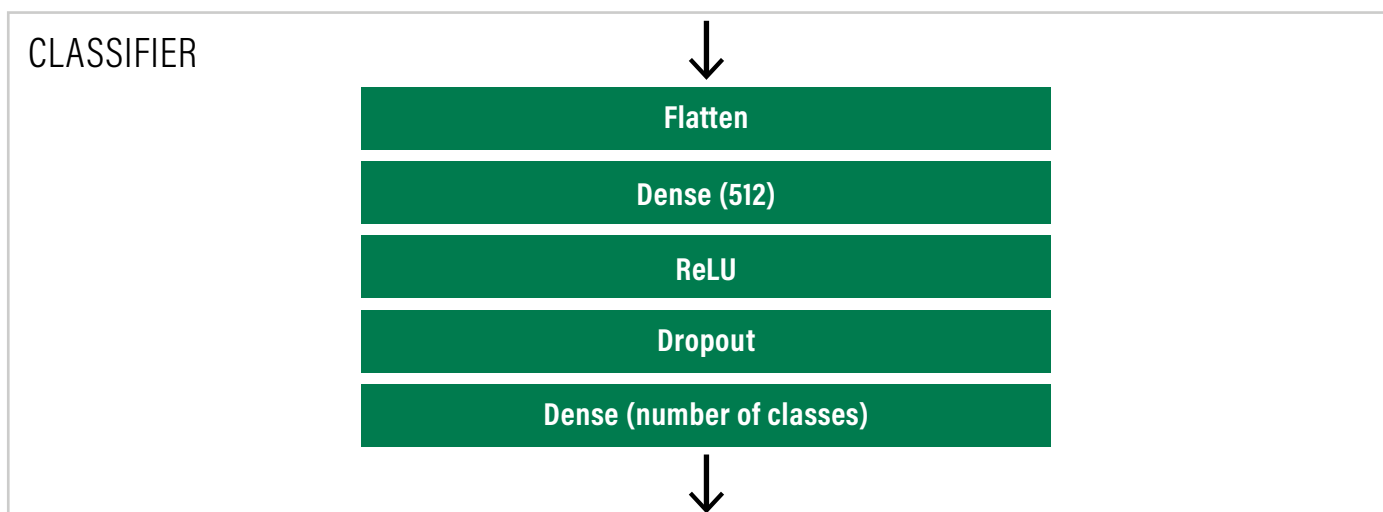 CLASSIFIER
Flatten
Dense (512)
ReLU
Dropout
Dense (number of classes)